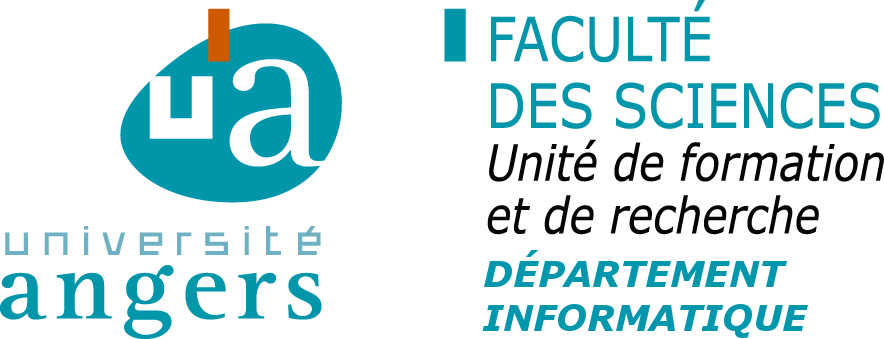 ua
université
angers
FACULTÉ
DES SCIENCES
Unité de formation
et de recherche
DÉPARTEMENT
INFORMATIQUE